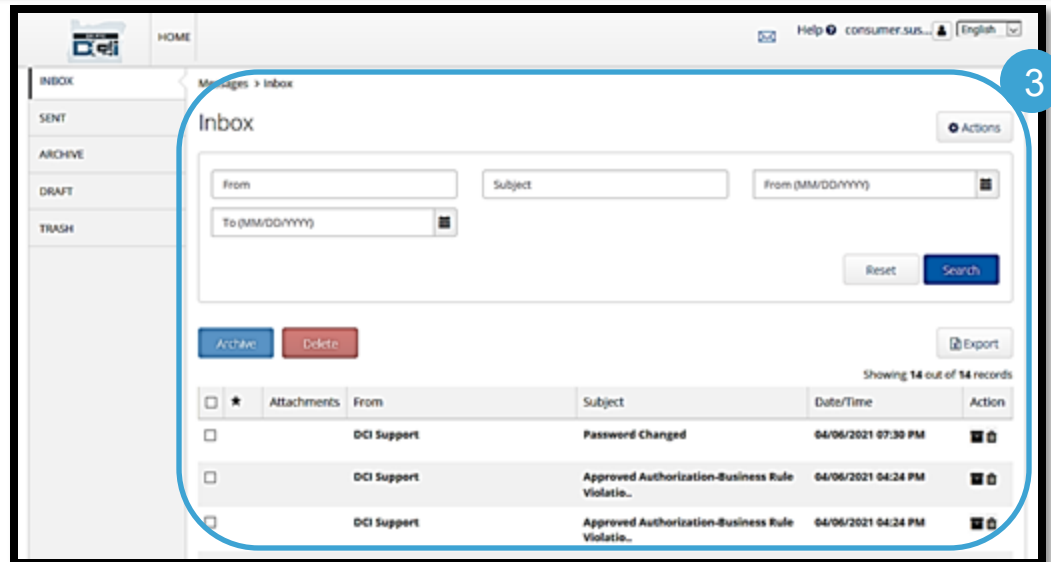 Deli
HOME
Help consumer.sus... English
3
INBOX
SENT
ARCHIVE
DRAFT
TRASH
Messages > Inbox
Inbox
Actions
From
Subject
From (MM/DD/YYYY)
To (MM/DD/YYYY)
Reset
Search
Archive
Delete
Export
Showing 14 out of 14 records
Attachments From Subject Date/Time Action
DCI Support Password Changed 04/06/2021 07:30 PM
DCI Support Approved Authorization-Business Rule 04/06/2021 04:24 PM
Violatio..
DCI Support Approved Authorization-Business Rule 04/06/2021 04:24 PM
Violatio..